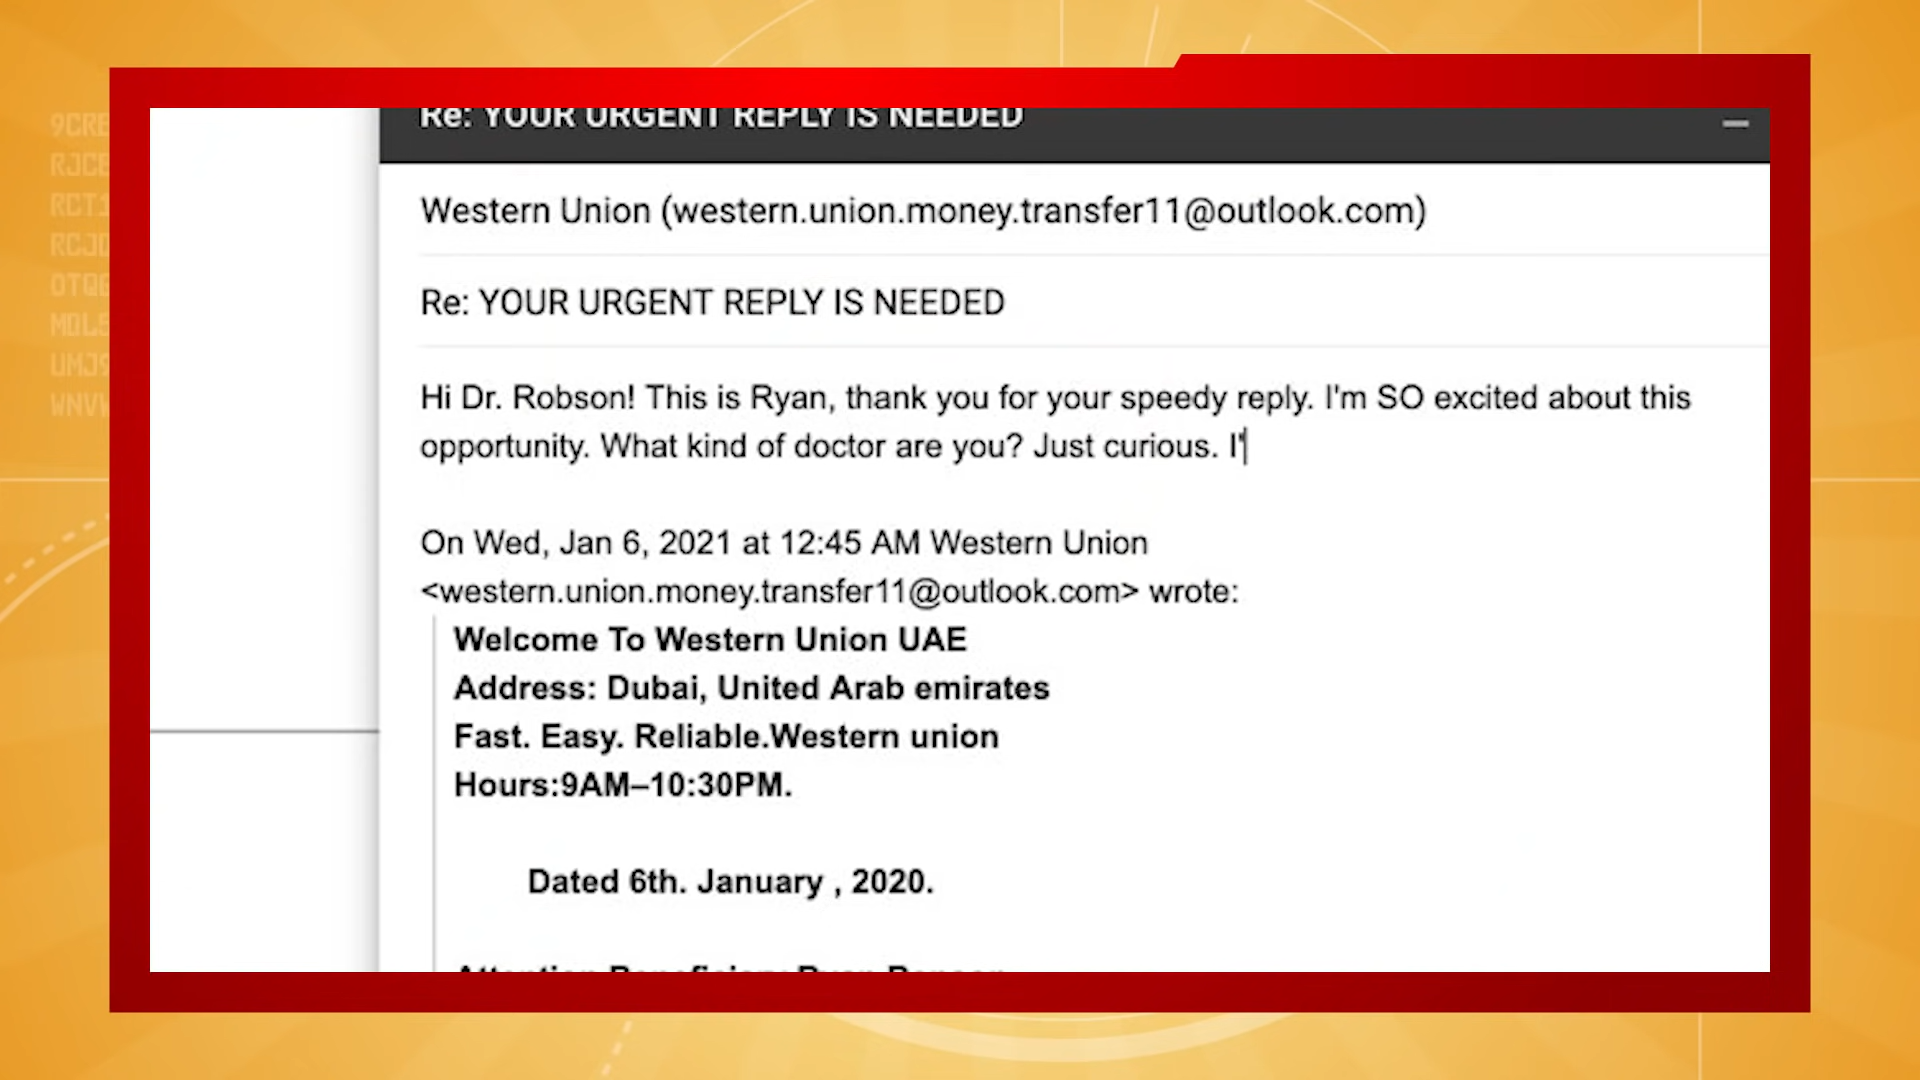 Re: YOUR URGENT REPLY IS NEEDED
Western Union (western.union.money.transfer11@outlook.com)
Re: YOUR URGENT REPLY IS NEEDED
Hi Dr. Robson! This is Ryan, thank you for your speedy reply. I'm SO excited about this
opportunity. What kind of doctor are you? Just curious. I'
On Wed, Jan 6, 2021 at 12:45 AM Western Union
<western.union.money.transfer11@outlook.com> wrote:
Welcome To Western Union UAE
Address: Dubai, United Arab emirates
Fast. Easy. Reliable.Western union
Hours:9AM–10:30PM.
Dated 6th. January , 2020.